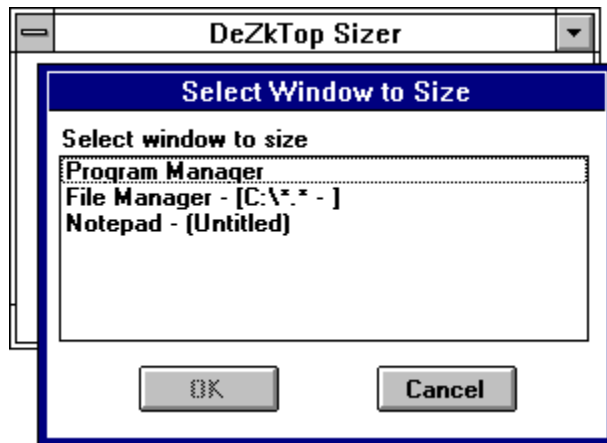 DeZkTop Sizer
Select Window to Size
Select window to size
Program Manager
File Manager - [C:\*.* - ]
Notepad - (Untitled)
OK
Cancel